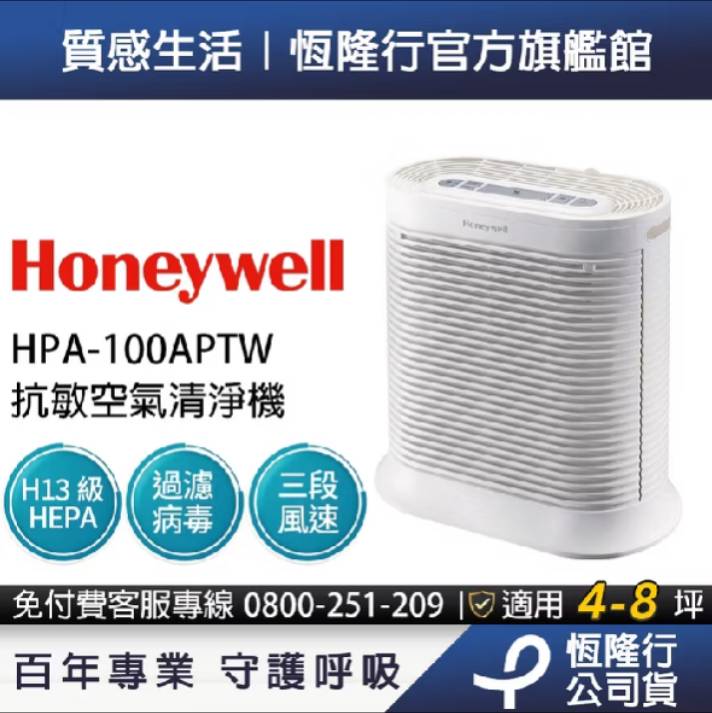 質感生活｜恆隆行官方旗艦館
Honeywell
Honeywell
HPA-100APTW
抗敏空氣清淨機
H13 級
HEPA
過濾
病毒
三段
風速
免付費客服專線 0800-251-209 | 適用 4-8 坪
百年專業 守護呼吸
恆隆行
公司貨